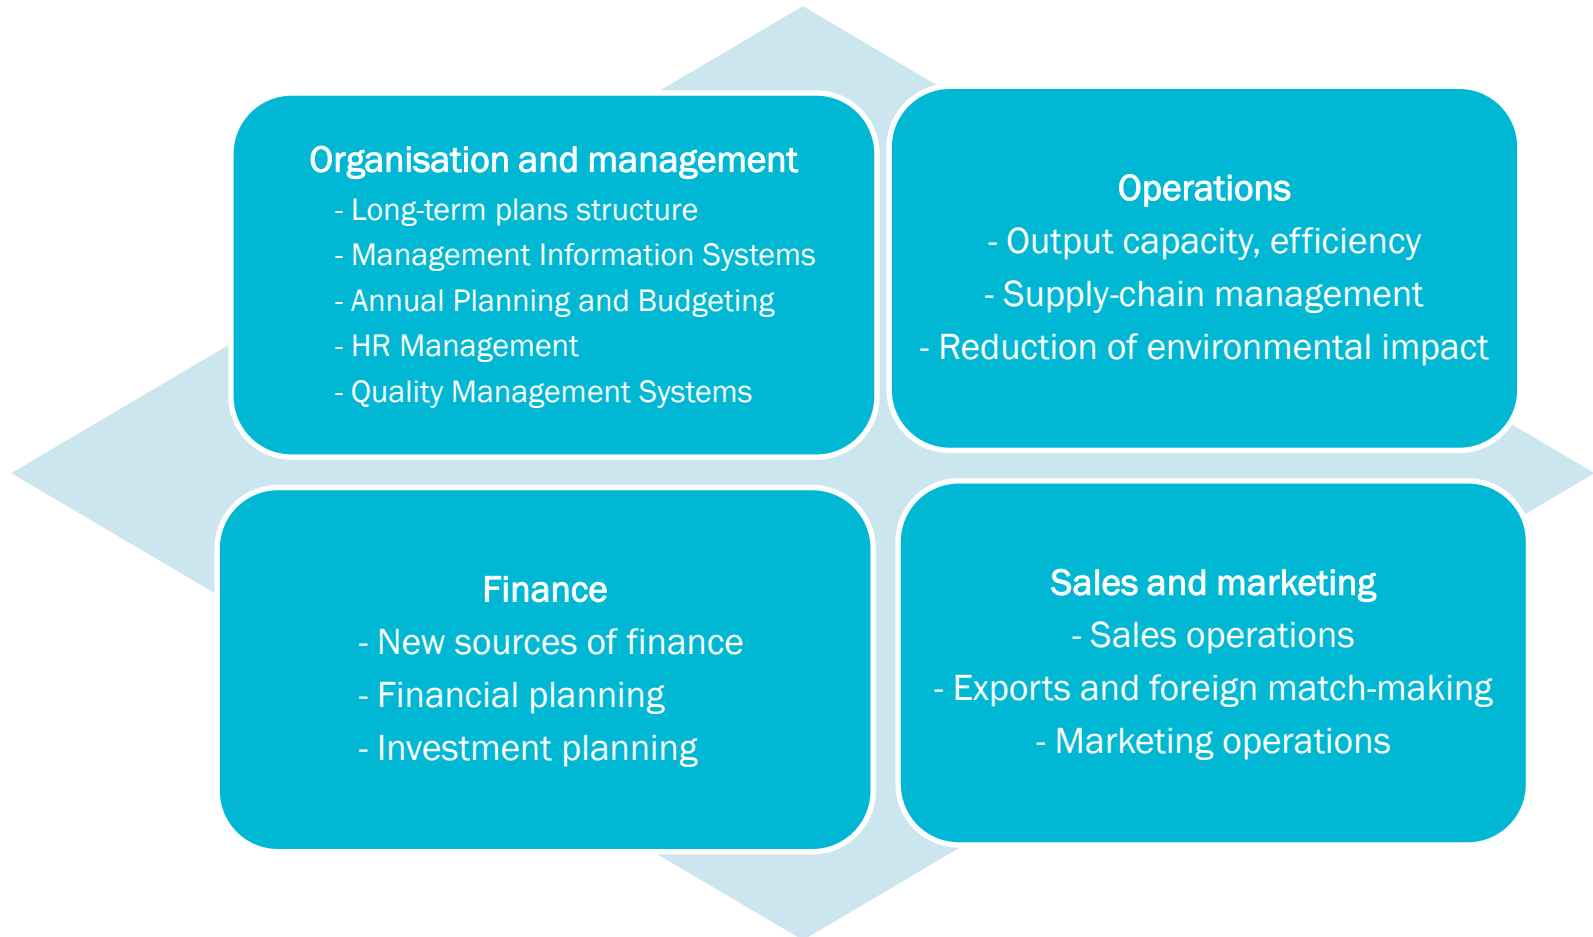 Organisation and management
- Long-term plans structure
- Management Information Systems
- Annual Planning and Budgeting
- HR Management
- Quality Management Systems
Operations
- Output capacity, efficiency
- Supply-chain management
- Reduction of environmental impact
Finance
- New sources of finance
- Financial planning
- Investment planning
Sales and marketing
- Sales operations
- Exports and foreign match-making
- Marketing operations